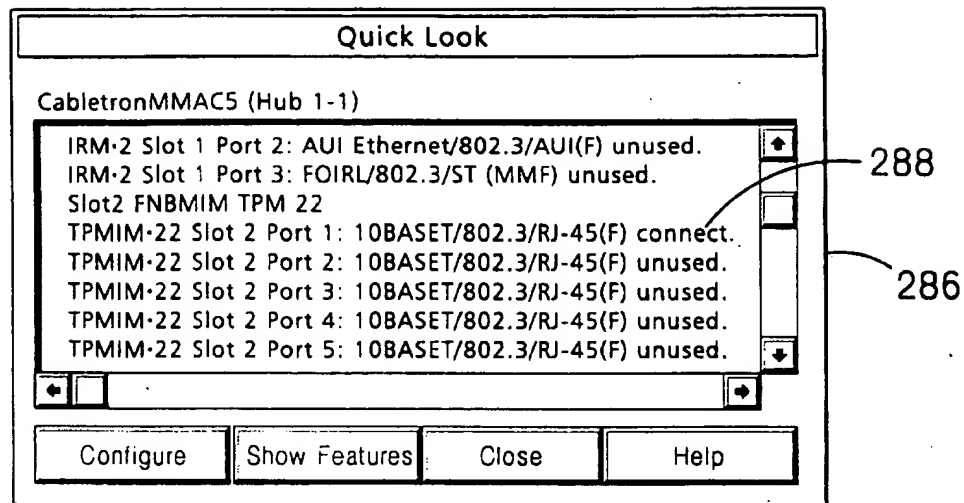 Quick Look
CabletronMMAC5 (Hub 1-1)
IRM·2 Slot 1 Port 2: AUI Ethernet/802.3/AUI(F) unused.
IRM·2 Slot 1 Port 3: FOIRL/802.3/ST (MMF) unused.
Slot2 FNBMIM TPM 22
TPMIM·22 Slot 2 Port 1: 10BASET/802.3/RJ-45(F) connect.
TPMIM·22 Slot 2 Port 2: 10BASET/802.3/RJ-45(F) unused.
TPMIM·22 Slot 2 Port 3: 10BASET/802.3/RJ-45(F) unused.
TPMIM·22 Slot 2 Port 4: 10BASET/802.3/RJ-45(F) unused.
TPMIM·22 Slot 2 Port 5: 10BASET/802.3/RJ-45(F) unused.
288
286
Configure Show Features Close Help